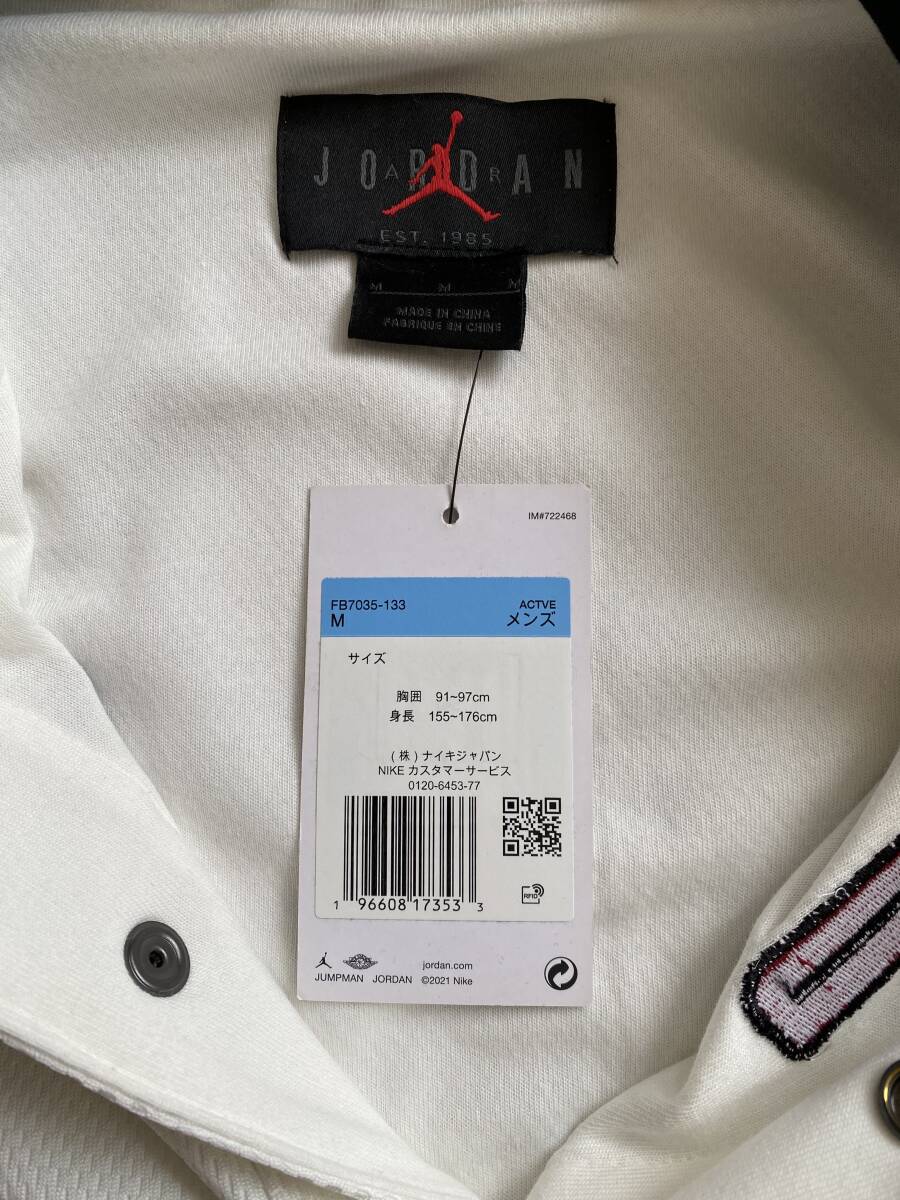 JORDAN
AIR
EST. 1985
M M M
MADE IN CHINA
FABRIQUE EN CHINE
IM#722468
FB7035-133 ACTVE
M メンズ
サイズ
胸囲 91~97cm
身長 155~176cm
(株)ナイキジャパン
NIKE カスタマーサービス
0120-6453-77
1 96608 17353 3
RFID
jordan.com
JUMPMAN JORDAN ©2021 Nike